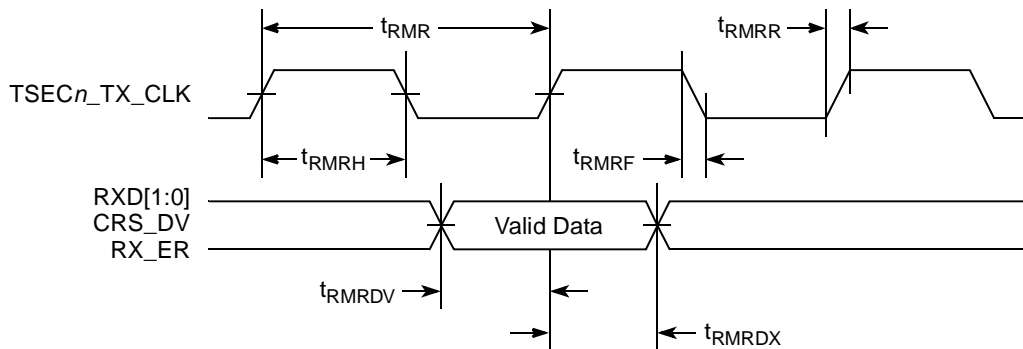 tRMR
tRMRR
TSECn_TX_CLK
tRMRH
tRMRF
RXD[1:0]
CRS_DV
RX_ER
Valid Data
tRMRDV
tRMRDX